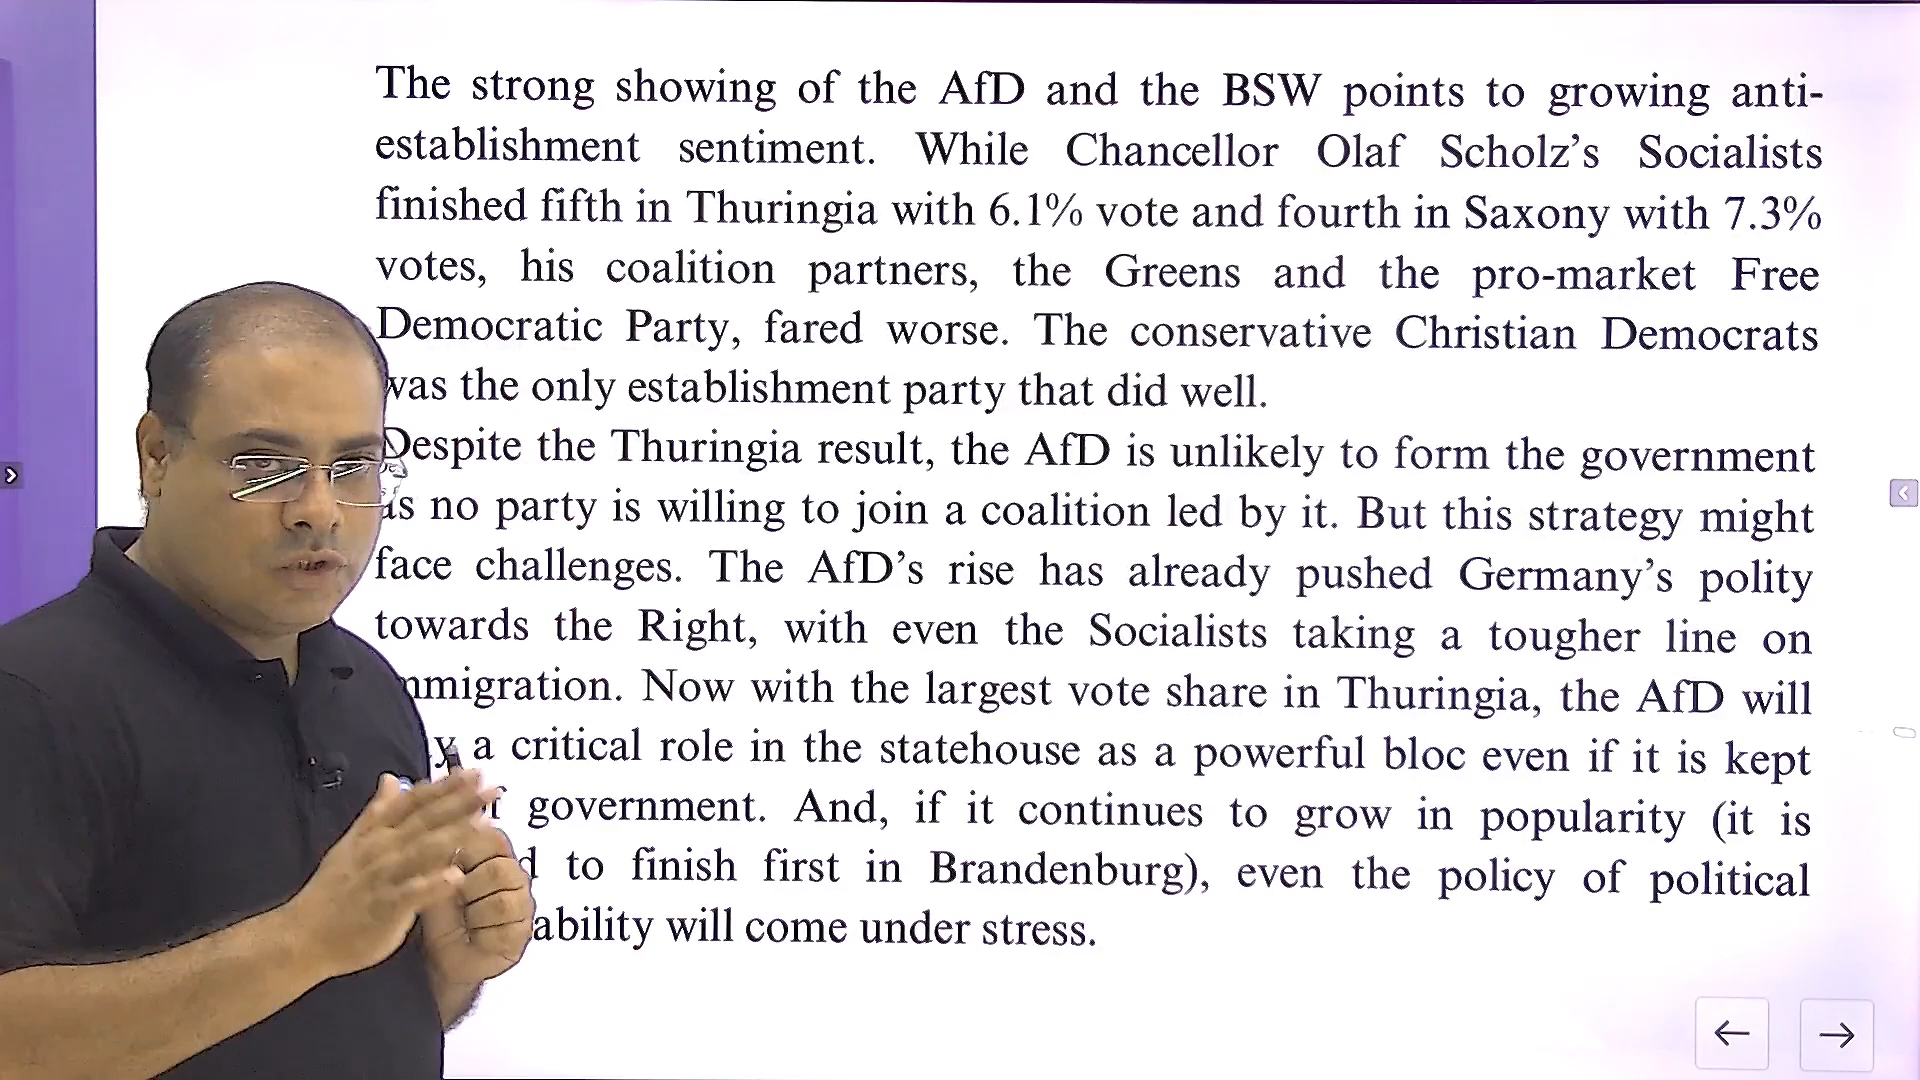 The strong showing of the AfD and the BSW points to growing anti-
establishment sentiment. While Chancellor Olaf Scholz’s Socialists
finished fifth in Thuringia with 6.1% vote and fourth in Saxony with 7.3%
votes, his coalition partners, the Greens and the pro-market Free
Democratic Party, fared worse. The conservative Christian Democrats
was the only establishment party that did well.
Despite the Thuringia result, the AfD is unlikely to form the government
as no party is willing to join a coalition led by it. But this strategy might
face challenges. The AfD’s rise has already pushed Germany’s polity
towards the Right, with even the Socialists taking a tougher line on
immigration. Now with the largest vote share in Thuringia, the AfD will
a critical role in the statehouse as a powerful bloc even if it is kept
government. And, if it continues to grow in popularity (it is
to finish first in Brandenburg), even the policy of political
will come under stress.